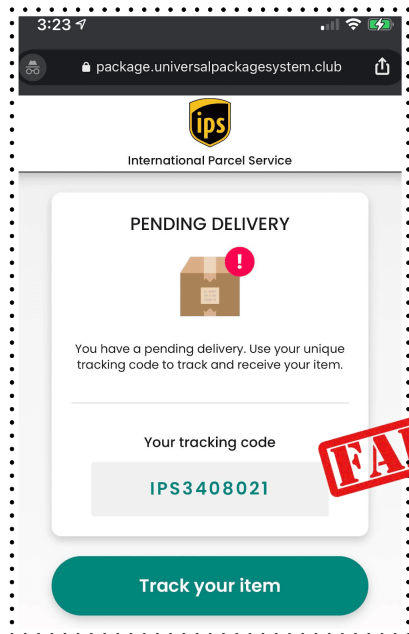 3:23
package.universalpackagesystem.club
ips
International Parcel Service
PENDING DELIVERY
!
You have a pending delivery. Use your unique
tracking code to track and receive your item.
Your tracking code
FA
IPS3408021
Track your item